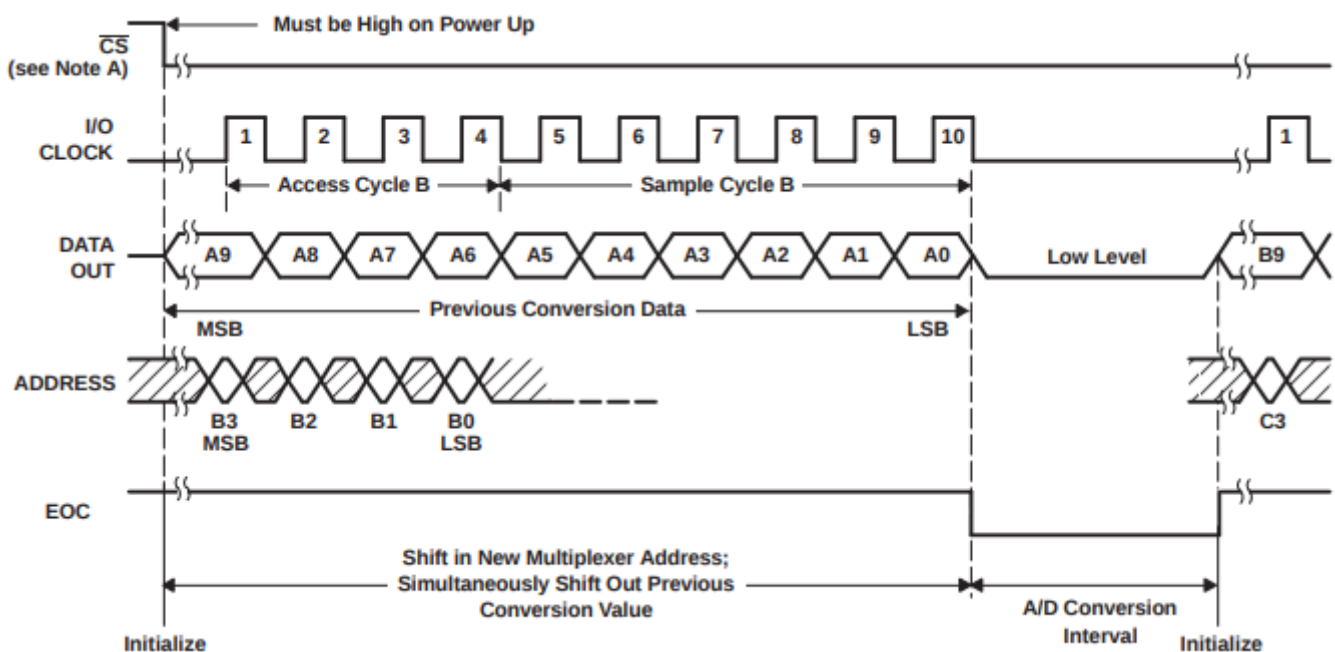 Must be High on Power Up
CS
(see Note A)
I/O
CLOCK
1 2 3 4 5 6 7 8 9 10 1
Access Cycle B Sample Cycle B
DATA
OUT
A9 A8 A7 A6 A5 A4 A3 A2 A1 A0 Low Level B9
Previous Conversion Data
MSB LSB
ADDRESS
B3 B2 B1 B0 C3
MSB LSB
EOC
Shift in New Multiplexer Address;
Simultaneously Shift Out Previous
Conversion Value
A/D Conversion
Interval
Initialize Initialize